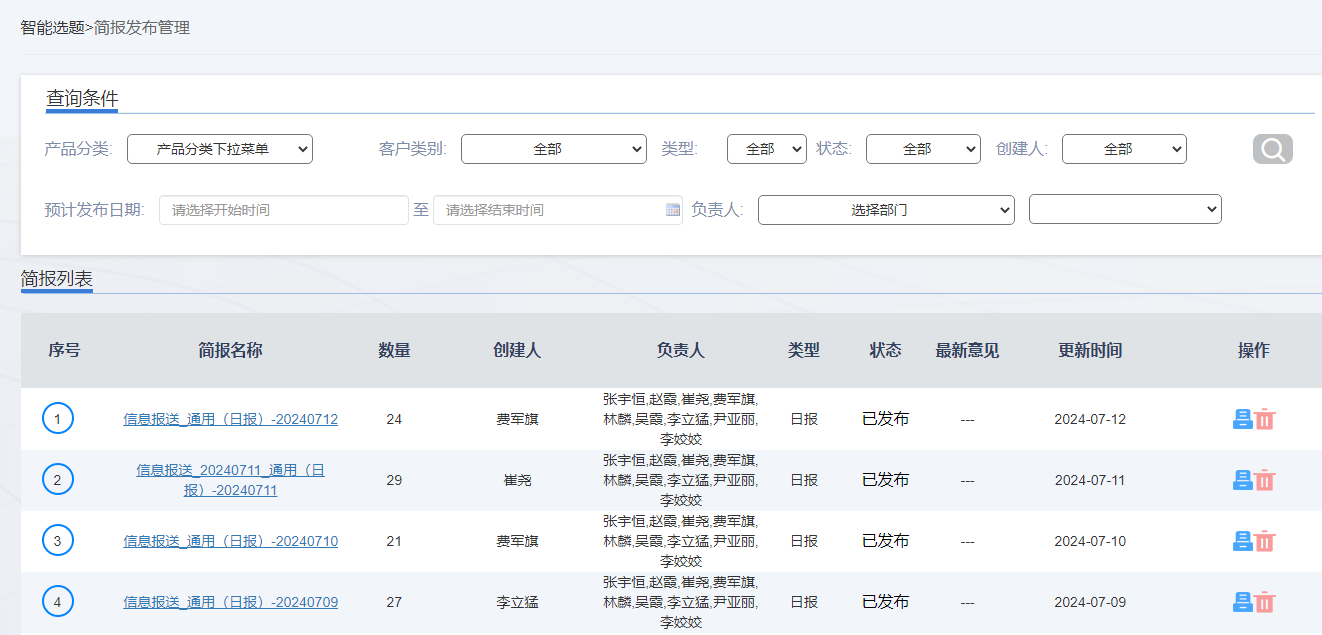 智能选题>简报发布管理
查询条件
产品分类: 产品分类下拉菜单 客户类别: 全部 类型: 全部 状态: 全部 创建人: 全部
预计发布日期: 请选择开始时间 至 请选择结束时间 负责人: 选择部门
简报列表
序号 简报名称 数量 创建人 负责人 类型 状态 最新意见 更新时间 操作
张宇恒,赵霞,崔尧,费军旗,
1 信息报送_通用（日报）-20240712 24 费军旗 林麟,吴霞,李立猛,尹亚丽, 日报 已发布 --- 2024-07-12
李姣姣
张宇恒,赵霞,崔尧,费军旗,
信息报送_20240711_通用（日
2 29 崔尧 林麟,吴霞,李立猛,尹亚丽, 日报 已发布 --- 2024-07-11
报）-20240711
李姣姣
张宇恒,赵霞,崔尧,费军旗,
3 信息报送_通用（日报）-20240710 21 费军旗 林麟,吴霞,李立猛,尹亚丽, 日报 已发布 --- 2024-07-10
李姣姣
张宇恒,赵霞,崔尧,费军旗,
4 信息报送_通用（日报）-20240709 27 李立猛 林麟,吴霞,李立猛,尹亚丽, 日报 已发布 --- 2024-07-09
李姣姣